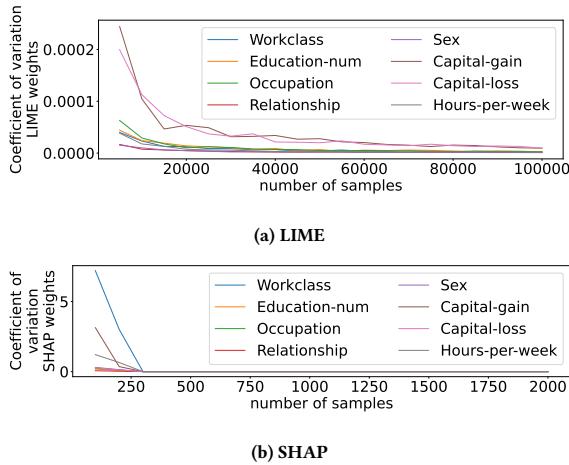 Coefficient of variation
LIME weights
0.0002
0.0001
0.0000
Workclass
Education-num
Occupation
Relationship
Sex
Capital-gain
Capital-loss
Hours-per-week
20000 40000 60000 80000 100000
number of samples
(a) LIME
Coefficient of
variation
SHAP weights
5
0
Workclass
Education-num
Occupation
Relationship
Sex
Capital-gain
Capital-loss
Hours-per-week
250 500 750 1000 1250 1500 1750 2000
number of samples
(b) SHAP